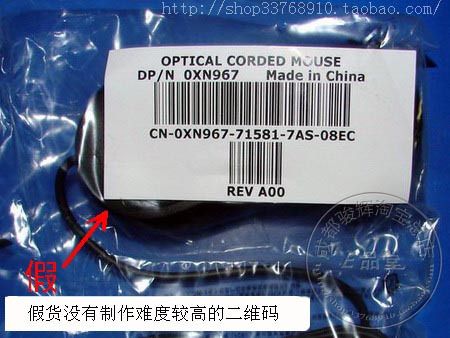 http://shop33768910.taobao.com/
OPTICAL CORDED MOUSE
DP/N 0XN967 Made in China
CN-0XN967-71581-7AS-08EC
REV A00
假
假货没有制作难度较高的二维码